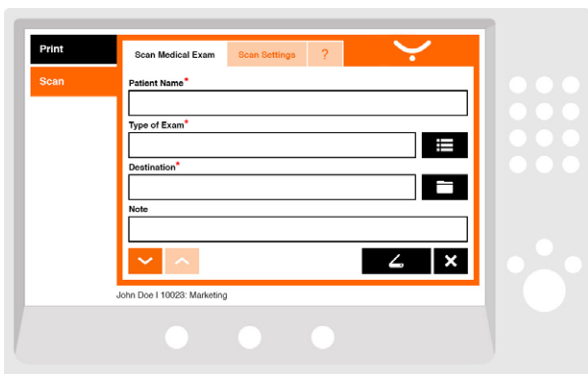 Print
Scan
Scan Medical Exam
Scan Settings
?
Patient Name*
Type of Exam*
Destination*
Note
John Doe I 10023: Marketing